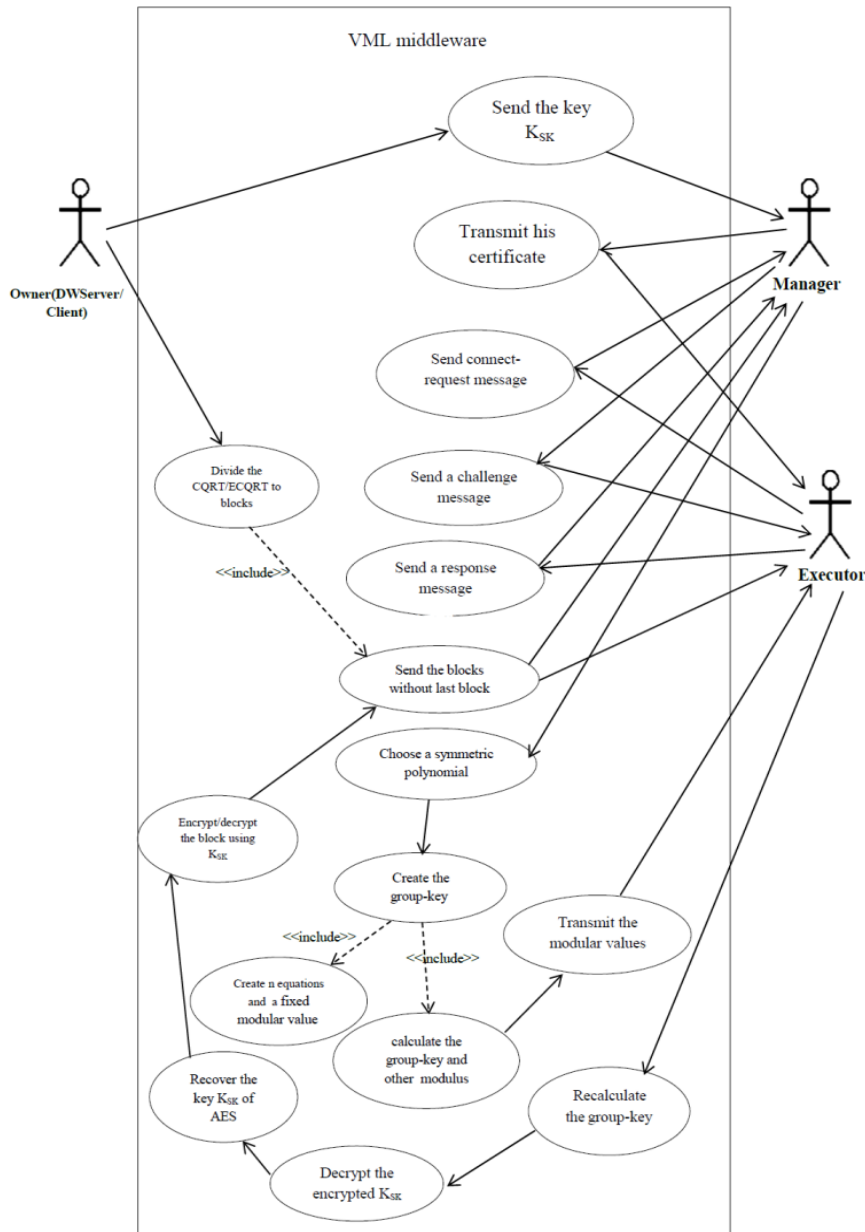 VML middleware
Send the key
K_SK
Owner(DWServer/
Client)
Transmit his
certificate
Manager
Send connect-
request message
Divide the
CQRT/ECQRT to
blocks
Send a challenge
message
<<include>>
Send a response
message
Executor
Send the blocks
without last block
Choose a symmetric
polynomial
Encrypt/decrypt
the block using
K_SK
Create the
group-key
<<include>>
<<include>>
Transmit the
modular values
Create n equations
and a fixed
modular value
calculate the
group-key and
other modulus
Recover the
key K_SK of
AES
Recalculate
the group-key
Decrypt the
encrypted K_SK